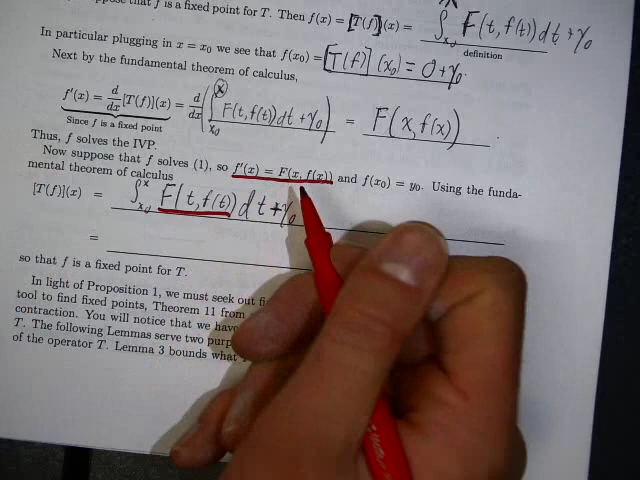 f is a fixed point for T. Then f(x) = [T(f)](x) = ∫_{x₀}^x F(t, f(t)) dt + y₀
definition
In particular plugging in x = x₀ we see that f(x₀) = [T(f)](x₀) = 0 + y₀.
Next by the fundamental theorem of calculus,
f'(x) = d/dx [T(f)](x) = d/dx (∫_{x₀}^x F(t, f(t)) dt + y₀) = F(x, f(x)).
Since f is a fixed point
Thus, f solves the IVP.
Now suppose that f solves (1), so f'(x) = F(x, f(x)) and f(x₀) = y₀. Using the funda-
mental theorem of calculus
[T(f)](x) = ∫_{x₀}^x F(t, f(t)) dt + y₀
=
so that f is a fixed point for T.
In light of Proposition 1, we must seek out
tool to find fixed points, Theorem 11 from
contraction. You will notice that we have
T. The following Lemmas serve two
of the operator T. Lemma 3 bounds